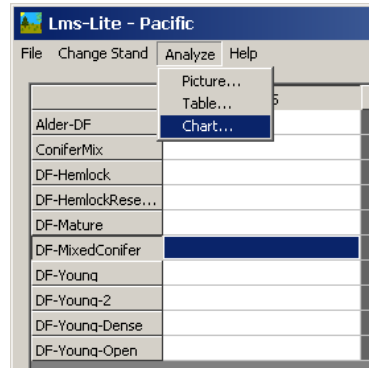 Lms-Lite - Pacific
File Change Stand Analyze Help
Picture...
Table...
Chart...
Alder-DF
ConiferMix
DF-Hemlock
DF-HemlockRese...
DF-Mature
DF-MixedConifer
DF-Young
DF-Young-2
DF-Young-Dense
DF-Young-Open